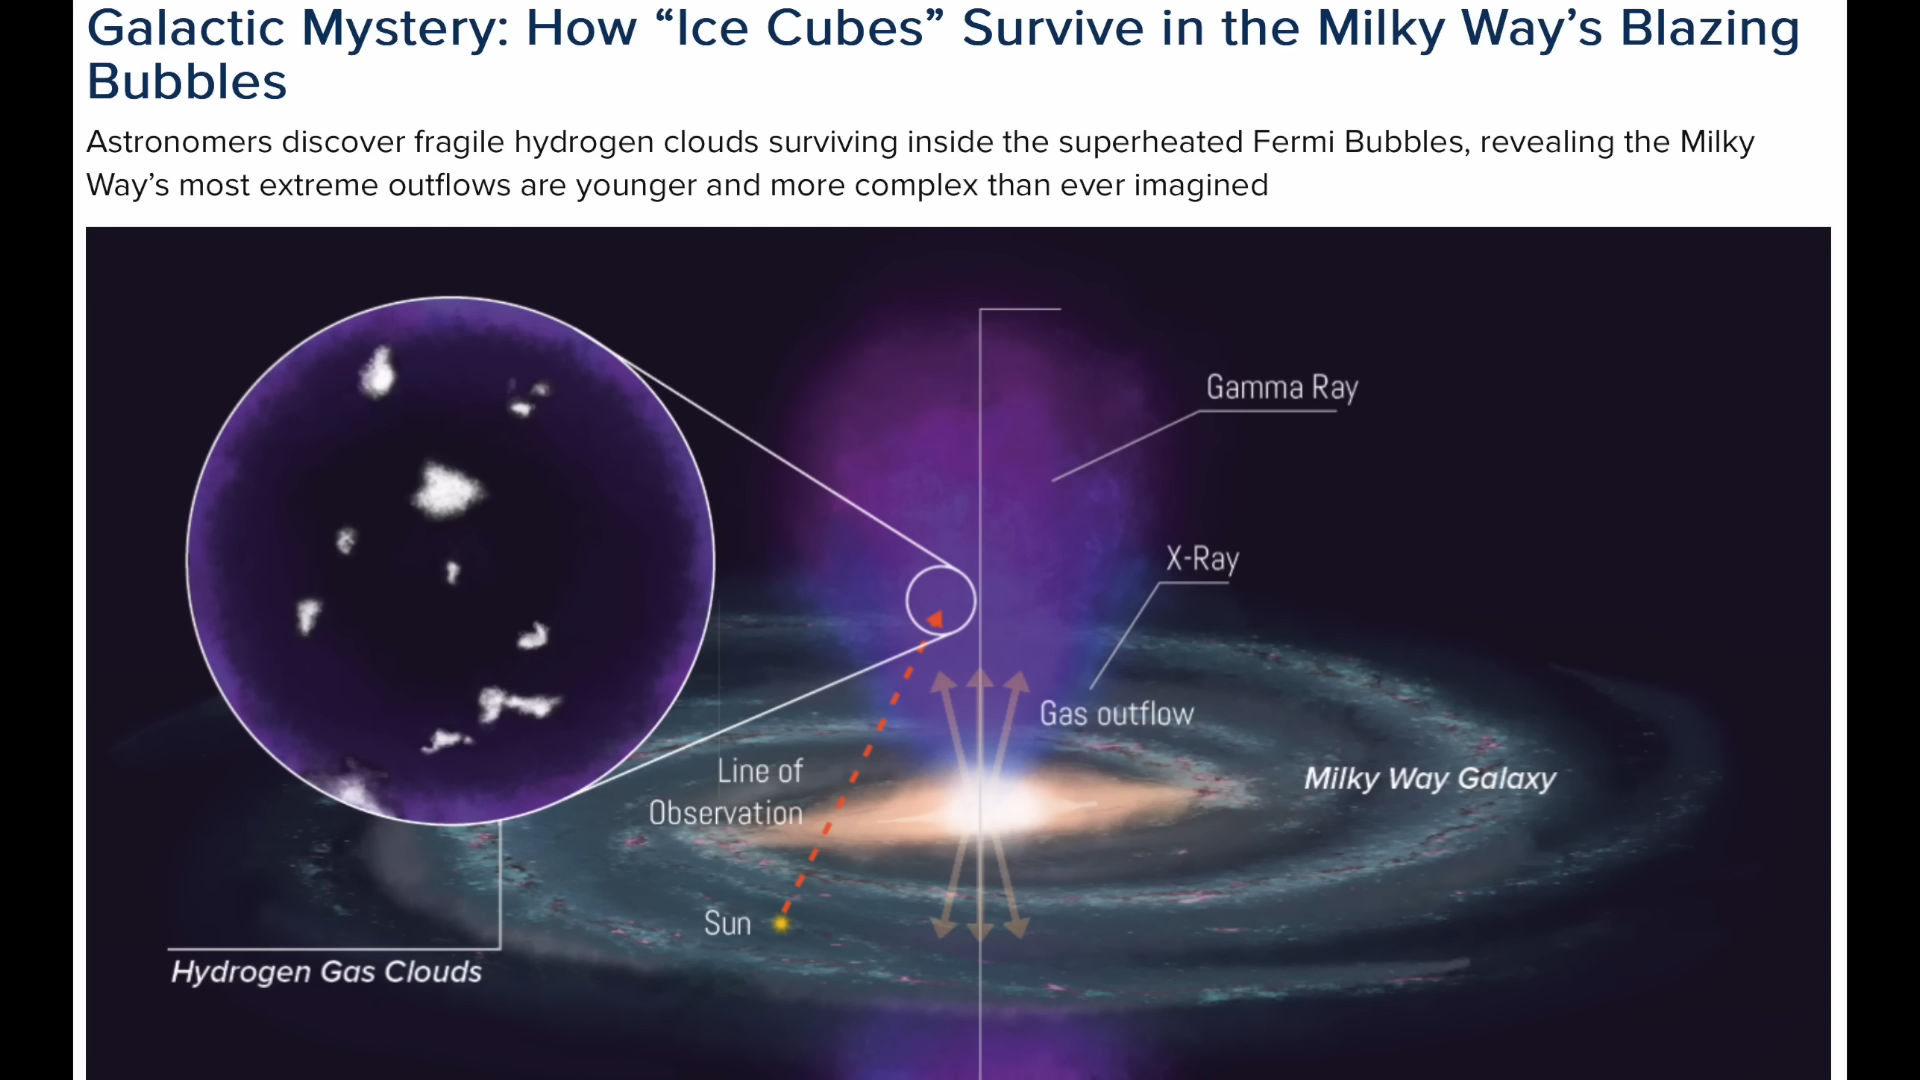 Galactic Mystery: How “Ice Cubes” Survive in the Milky Way’s Blazing
Bubbles
Astronomers discover fragile hydrogen clouds surviving inside the superheated Fermi Bubbles, revealing the Milky
Way’s most extreme outflows are younger and more complex than ever imagined
Gamma Ray
X-Ray
Gas outflow
Line of
Observation
Milky Way Galaxy
Sun
Hydrogen Gas Clouds